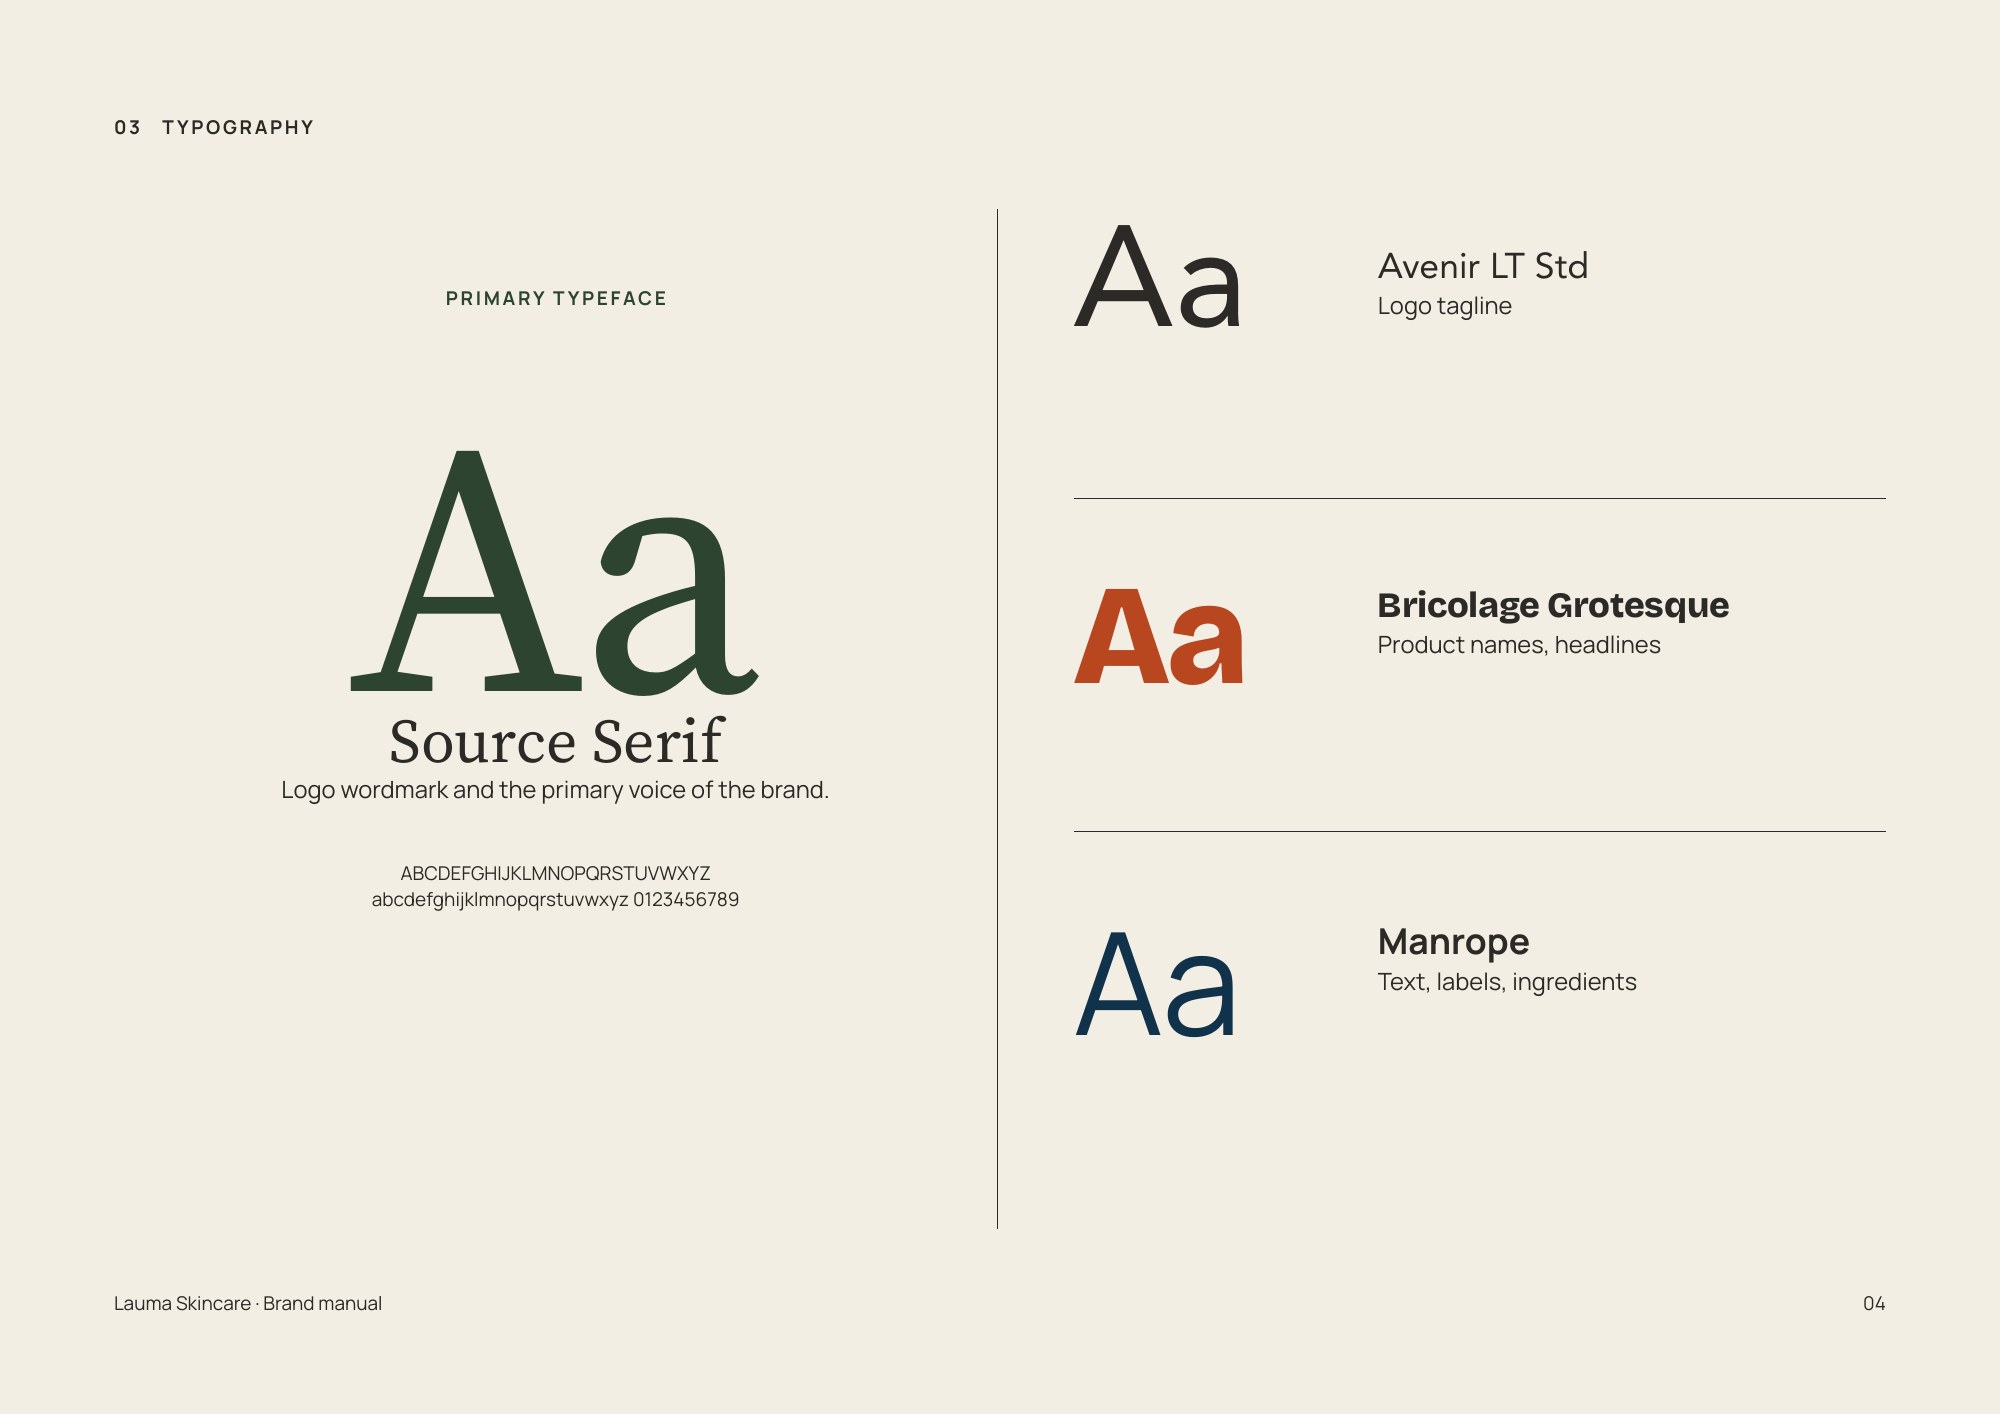 03 TYPOGRAPHY
PRIMARY TYPEFACE
Aa
Source Serif
Logo wordmark and the primary voice of the brand.
ABCDEFGHIJKLMNOPQRSTUVWXYZ
abcdefghijklmnopqrstuvwxyz 0123456789
Aa
Avenir LT Std
Logo tagline
Aa
Bricolage Grotesque
Product names, headlines
Aa
Manrope
Text, labels, ingredients
Lauma Skincare · Brand manual
04